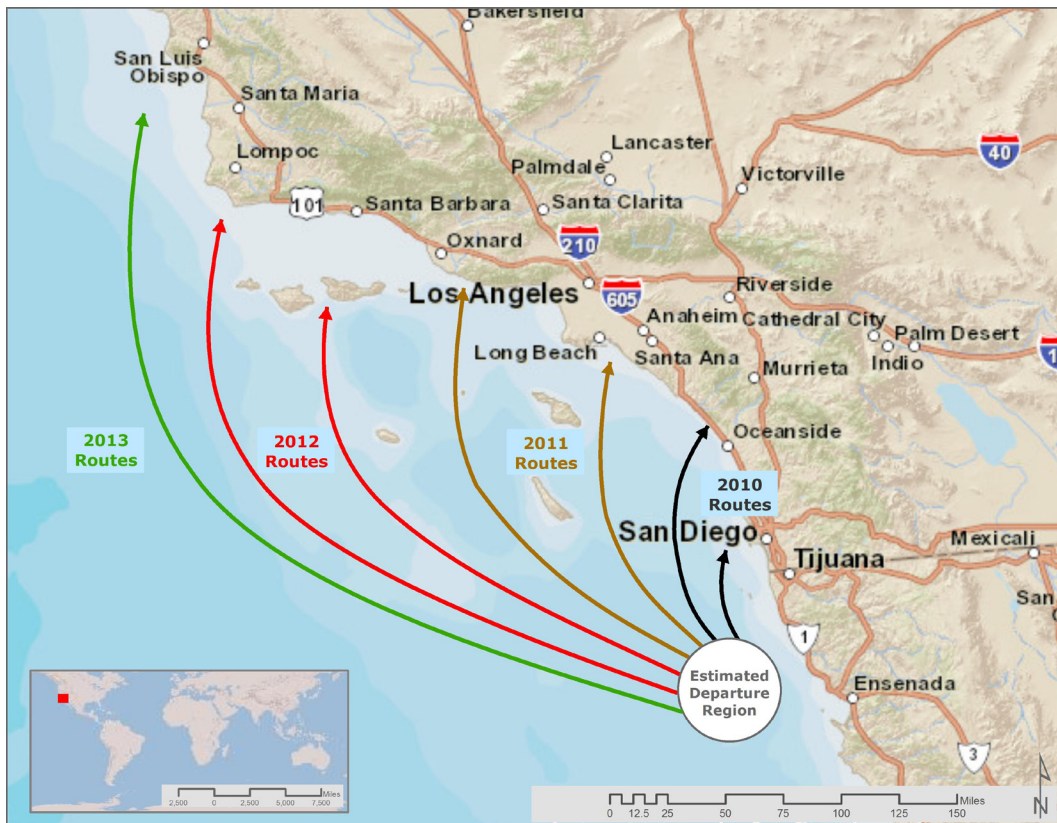 Bakersfield
San Luis
Obispo
Santa Maria
Lompoc
101
Santa Barbara
Oxnard
Lancaster
Palmdale
Santa Clarita
Victorville
40
210
Los Angeles
605
Riverside
Anaheim
Cathedral City
Palm Desert
Indio
1
Long Beach
Santa Ana
Murrieta
Oceanside
2013
Routes
2012
Routes
2011
Routes
2010
Routes
San Diego
Tijuana
Mexicali
San
1
Ensenada
3
Estimated
Departure
Region
2,500 0 2,500 5,000 7,500 Miles
0 12.5 25 50 75 100 125 150 Miles
N